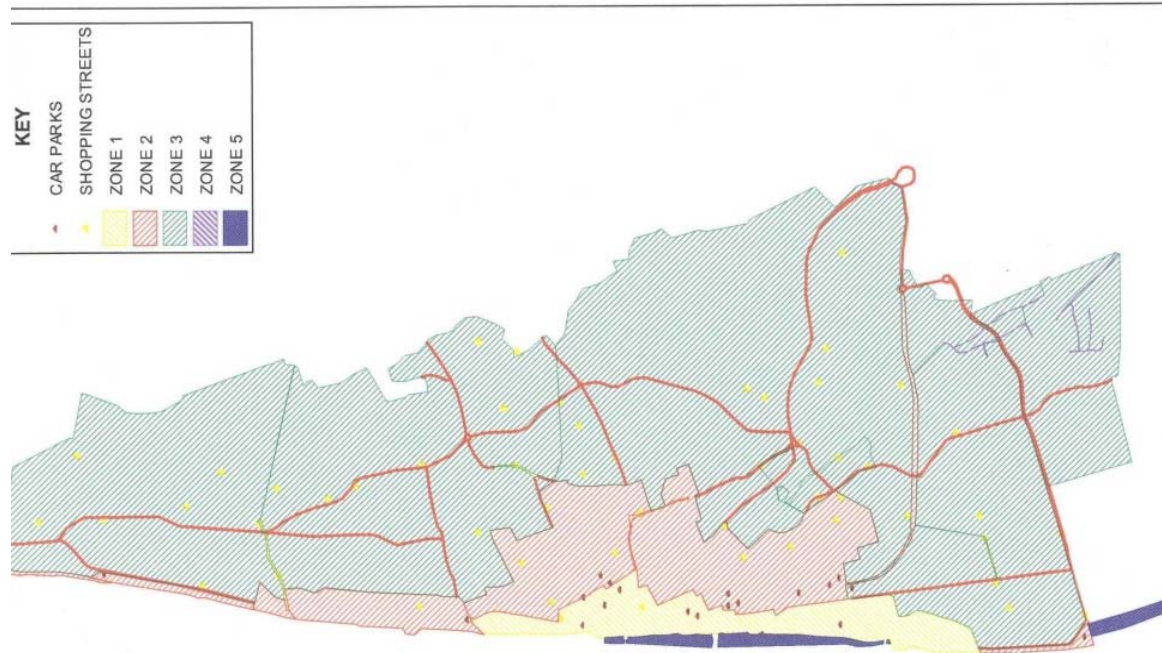 KEY
CAR PARKS
SHOPPING STREETS
ZONE 1
ZONE 2
ZONE 3
ZONE 4
ZONE 5